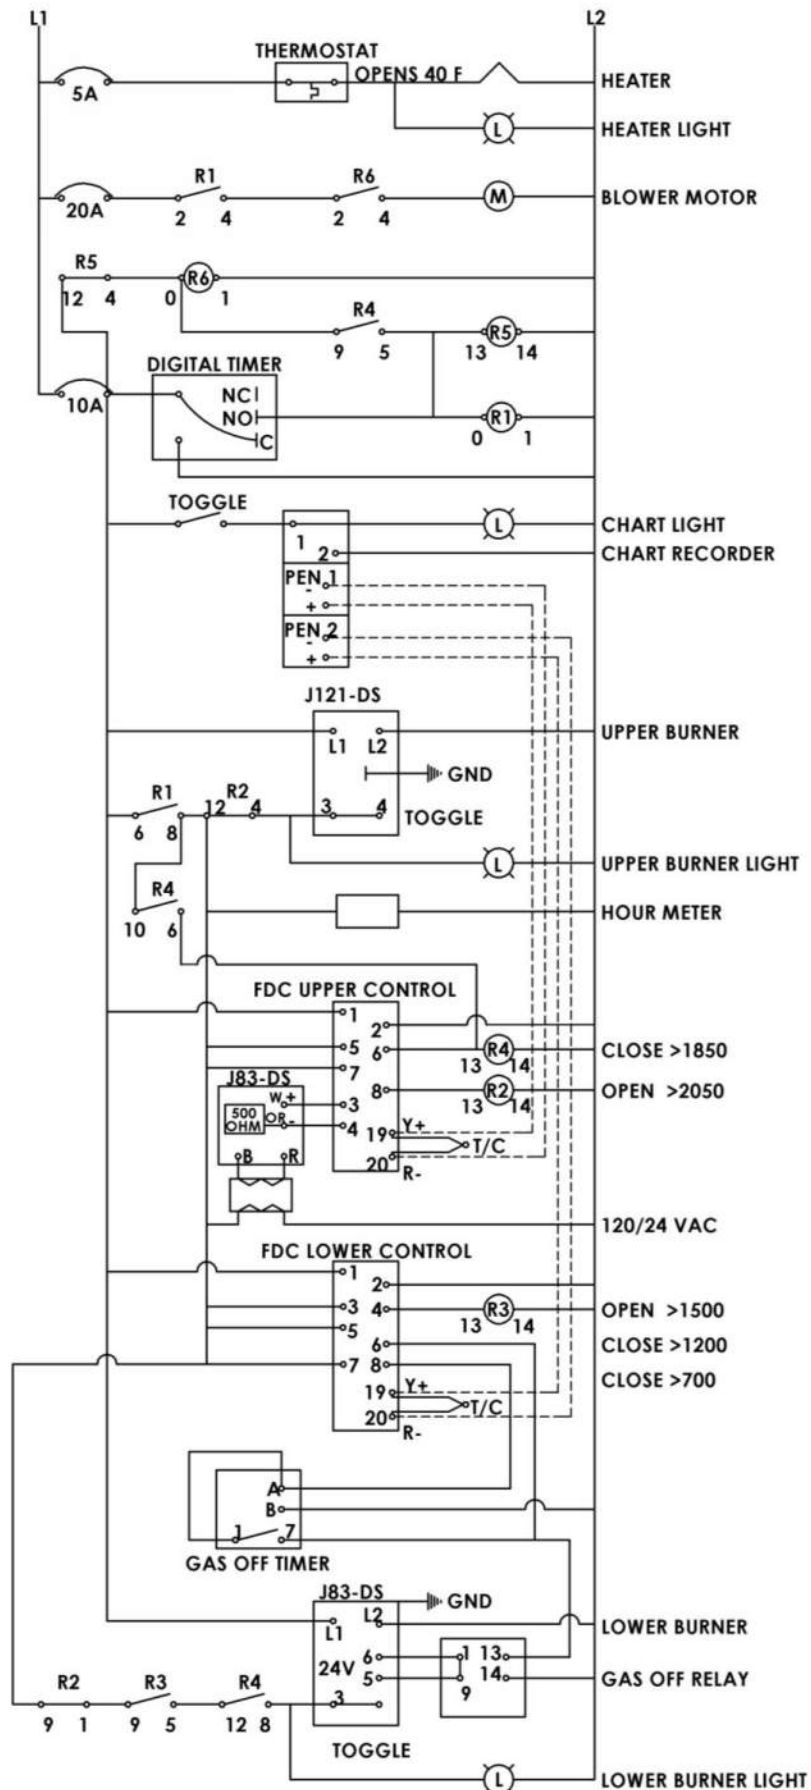 L1 L2
THERMOSTAT
OPENS 40 F
5A
HEATER
L HEATER LIGHT
R1 R6
20A 2 4 2 4 M BLOWER MOTOR
R5
12 4 0 R6 1
R4
9 5 13 R5 14
DIGITAL TIMER
10A NC
NO
C
0 R1 1
TOGGLE
1 L CHART LIGHT
2 CHART RECORDER
PEN 1
-
+
PEN 2
-
+
J121-DS
L1 L2 UPPER BURNER
GND
R1 R2
6 8 12 4 3 4 TOGGLE
L UPPER BURNER LIGHT
R4
10 6 HOUR METER
FDC UPPER CONTROL
1
2
5 6 13 R4 14 CLOSE >1850
7
J83-DS
8 13 R2 14 OPEN >2050
W + 3
500 OHM O R - 4
19 Y+
T/C
20 R-
B R
120/24 VAC
FDC LOWER CONTROL
1
2
3 4 13 R3 14 OPEN >1500
5
6 CLOSE >1200
7 8 CLOSE >700
19 Y+
T/C
20 R-
A
B
1 7
GAS OFF TIMER
J83-DS
GND
L1 L2 LOWER BURNER
6 1 13
24V 5 9 14 GAS OFF RELAY
R2 R3 R4
3
9 1 9 5 12 8
TOGGLE
L LOWER BURNER LIGHT